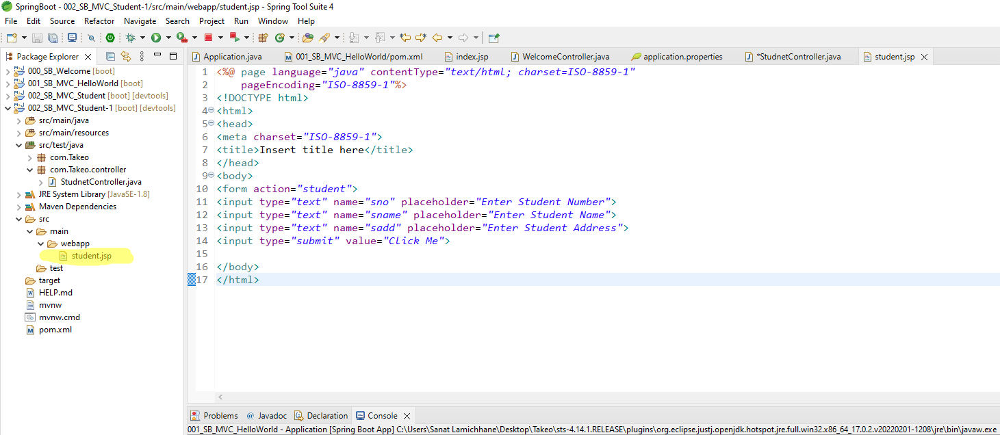 SpringBoot - 002_SB_MVC_Student-1/src/main/webapp/student.jsp - Spring Tool Suite 4
File Edit Source Refactor Navigate Search Project Run Window Help
Package Explorer
000_SB_Welcome [boot]
001_SB_MVC_HelloWorld [boot]
002_SB_MVC_Student [boot] [devtools]
002_SB_MVC_Student-1 [boot] [devtools]
src/main/java
src/main/resources
src/test/java
com.Takeo
com.Takeo.controller
StudnetController.java
JRE System Library [JavaSE-1.8]
Maven Dependencies
src
main
webapp
student.jsp
test
target
HELP.md
mvnw
mvnw.cmd
pom.xml
Application.java 001_SB_MVC_HelloWorld/pom.xml index.jsp WelcomeController.java application.properties *StudnetController.java student.jsp
1 <%@ page language="java" contentType="text/html; charset=ISO-8859-1"
2 pageEncoding="ISO-8859-1"%>
3 <!DOCTYPE html>
4 <html>
5 <head>
6 <meta charset="ISO-8859-1">
7 <title>Insert title here</title>
8 </head>
9 <body>
10 <form action="student">
11 <input type="text" name="sno" placeholder="Enter Student Number">
12 <input type="text" name="sname" placeholder="Enter Student Name">
13 <input type="text" name="sadd" placeholder="Enter Student Address">
14 <input type="submit" value="Click Me">
15
16 </body>
17 </html>
Problems @ Javadoc Declaration Console
001_SB_MVC_HelloWorld - Application [Spring Boot App] C:\Users\Sanat Lamichhane\Desktop\Takeo\sts-4.14.1.RELEASE\plugins\org.eclipse.justj.openjdk.hotspot.jre.full.win32.x86_64_17.0.2.v20220201-1208\jre\bin\javaw.exe